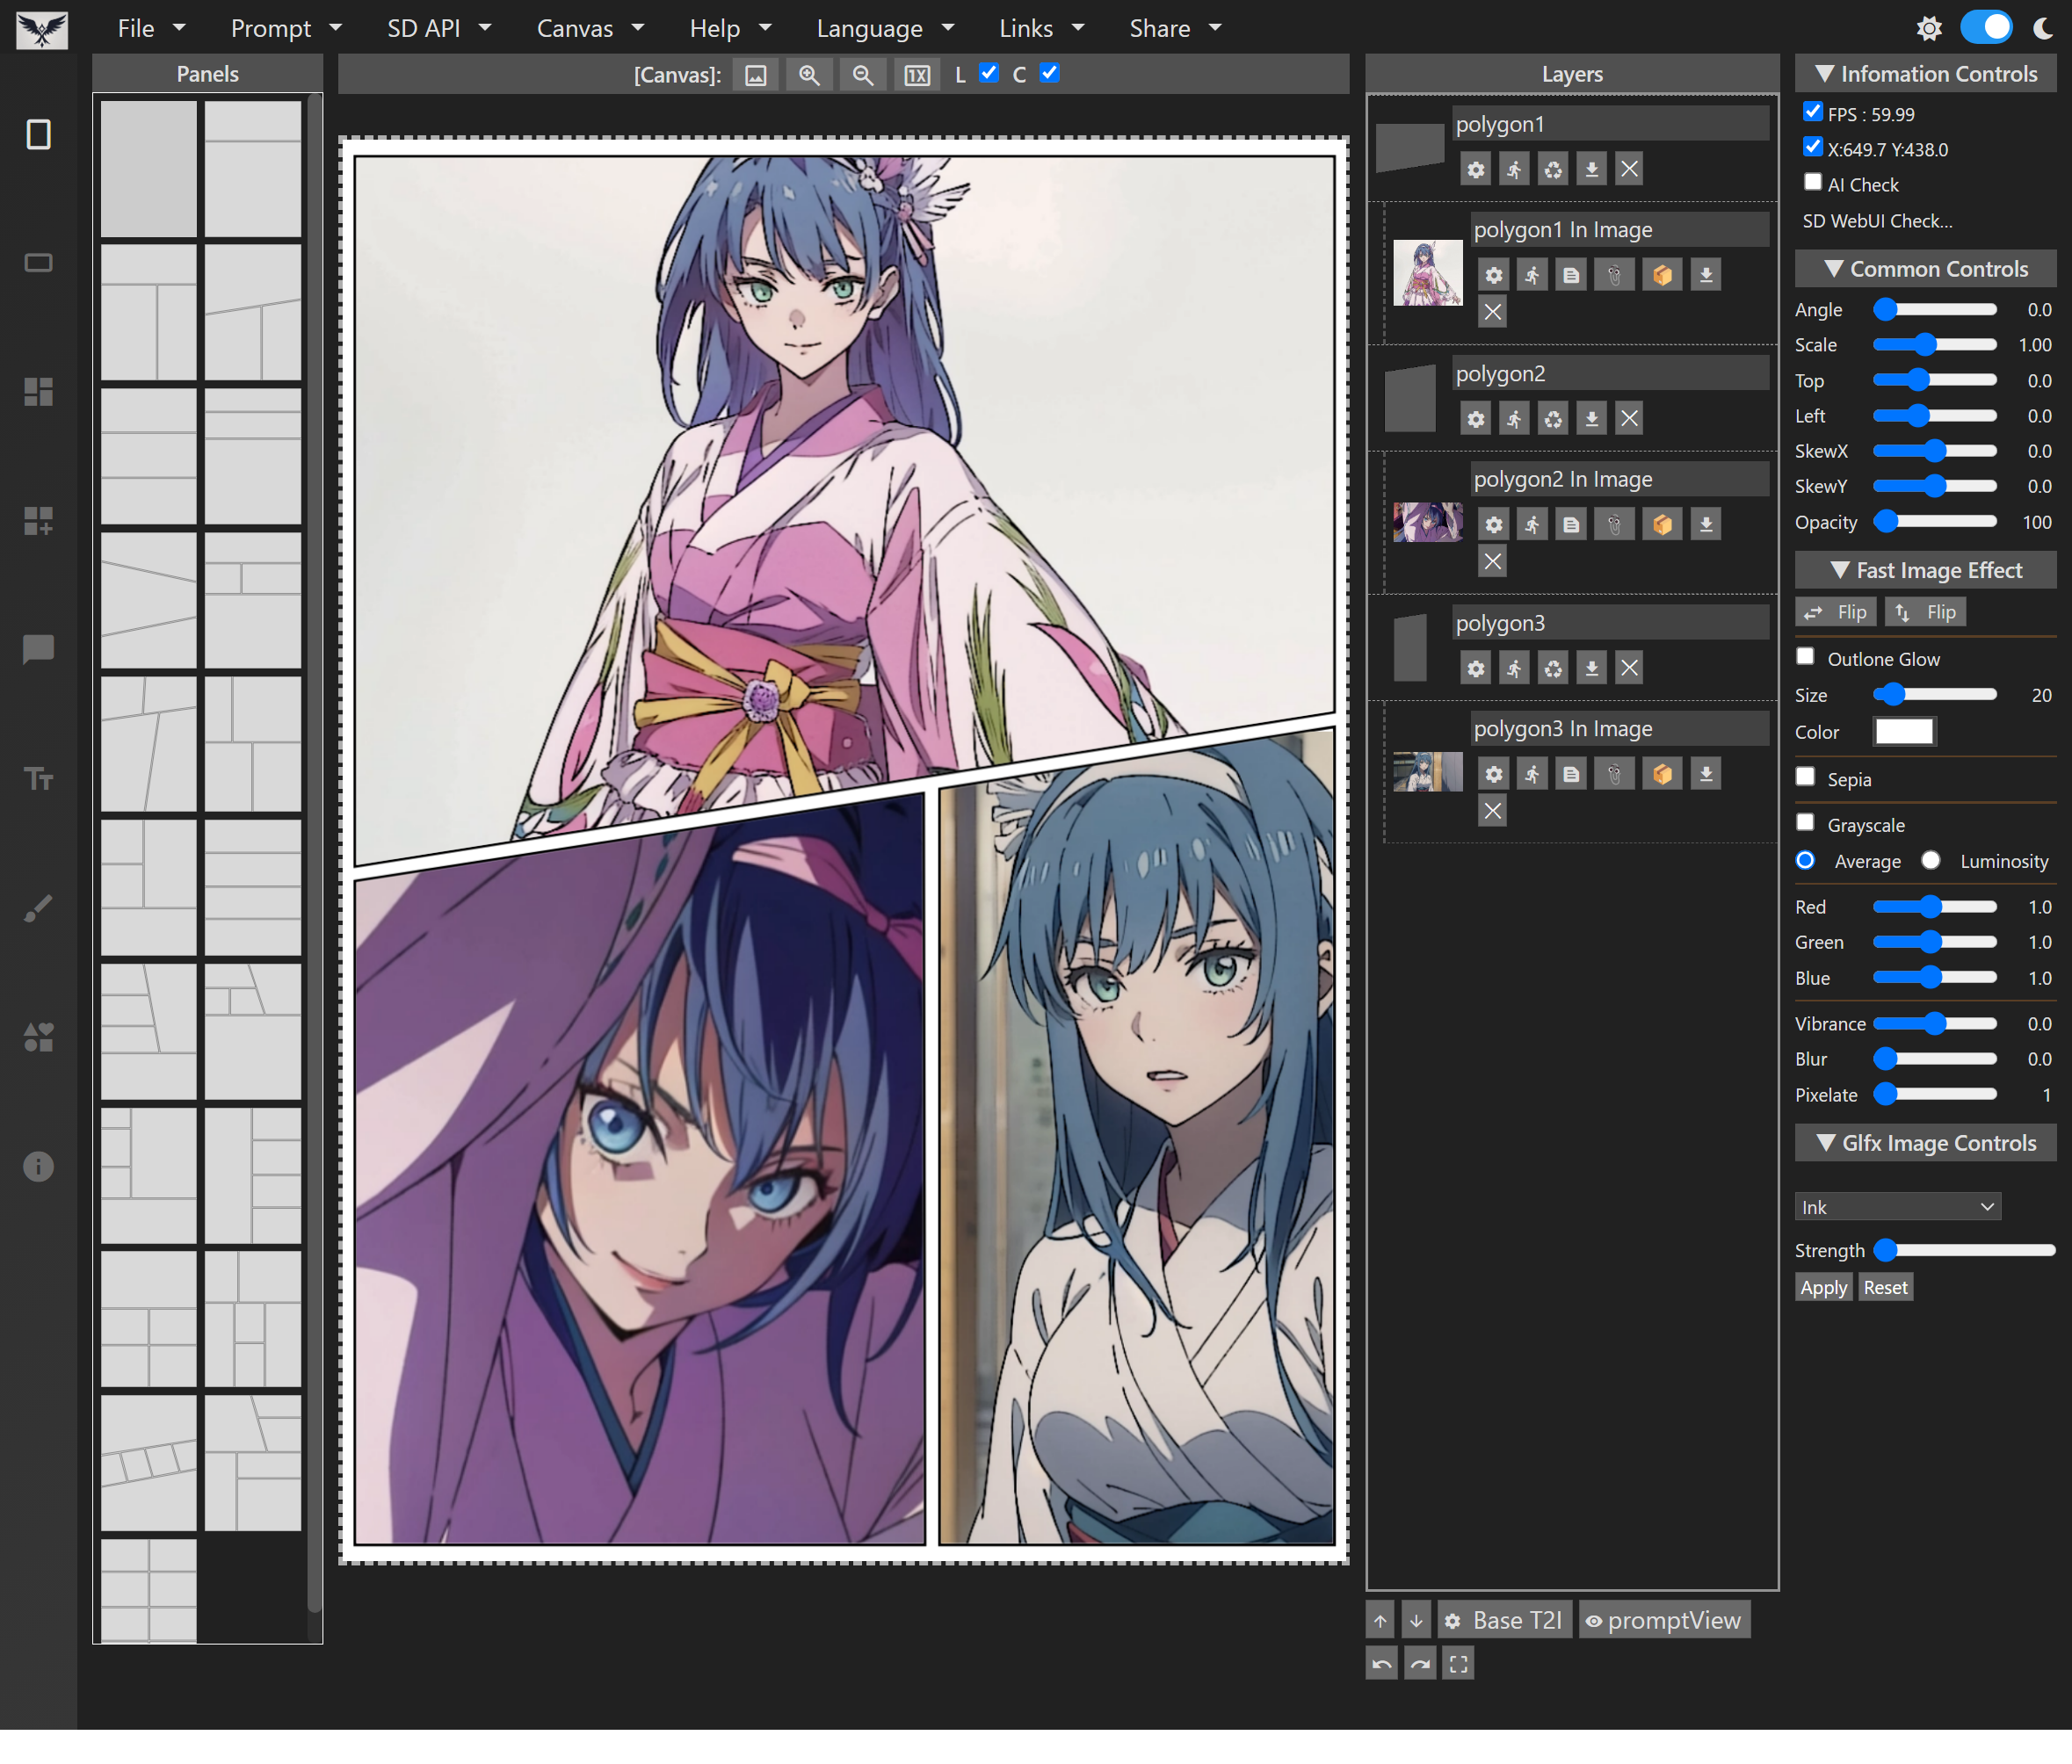 File Prompt SD API Canvas Help Language Links Share
Panels
[Canvas]: 1X L C
Layers
polygon1
polygon1 In Image
polygon2
polygon2 In Image
polygon3
polygon3 In Image
Base T2I promptView
▼ Infomation Controls
FPS : 59.99
X:649.7 Y:438.0
AI Check
SD WebUI Check...
▼ Common Controls
Angle 0.0
Scale 1.00
Top 0.0
Left 0.0
SkewX 0.0
SkewY 0.0
Opacity 100
▼ Fast Image Effect
Flip Flip
Outlone Glow
Size 20
Color
Sepia
Grayscale
Average Luminosity
Red 1.0
Green 1.0
Blue 1.0
Vibrance 0.0
Blur 0.0
Pixelate 1
▼ Glfx Image Controls
Ink
Strength
Apply Reset